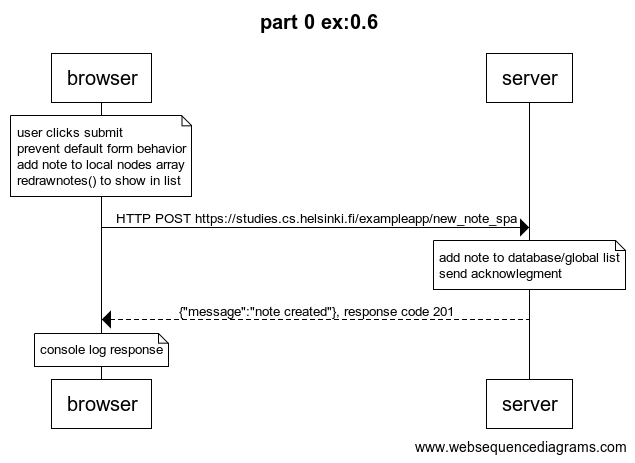 part 0 ex:0.6
browser
server
user clicks submit
prevent default form behavior
add note to local nodes array
redrawnotes() to show in list
HTTP POST https://studies.cs.helsinki.fi/exampleapp/new_note_spa
add note to database/global list
send acknowlegment
{"message":"note created"}, response code 201
console log response
browser
server
www.websequencediagrams.com